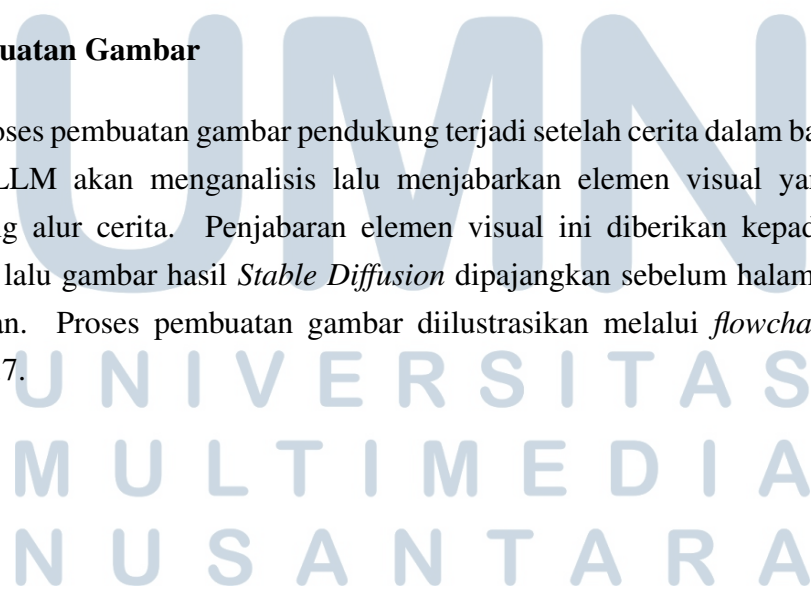 uatan Gambar
oses pembuatan gambar pendukung terjadi setelah cerita dalam ba
LLM akan menganalisis lalu menjabarkan elemen visual ya
g alur cerita. Penjabaran elemen visual ini diberikan kepad
lalu gambar hasil Stable Diffusion dipajangkan sebelum halam
an. Proses pembuatan gambar diilustrasikan melalui flowcha
7.
UMN
UNIVERSITAS
MULTIMEDIA
NUSANTARA